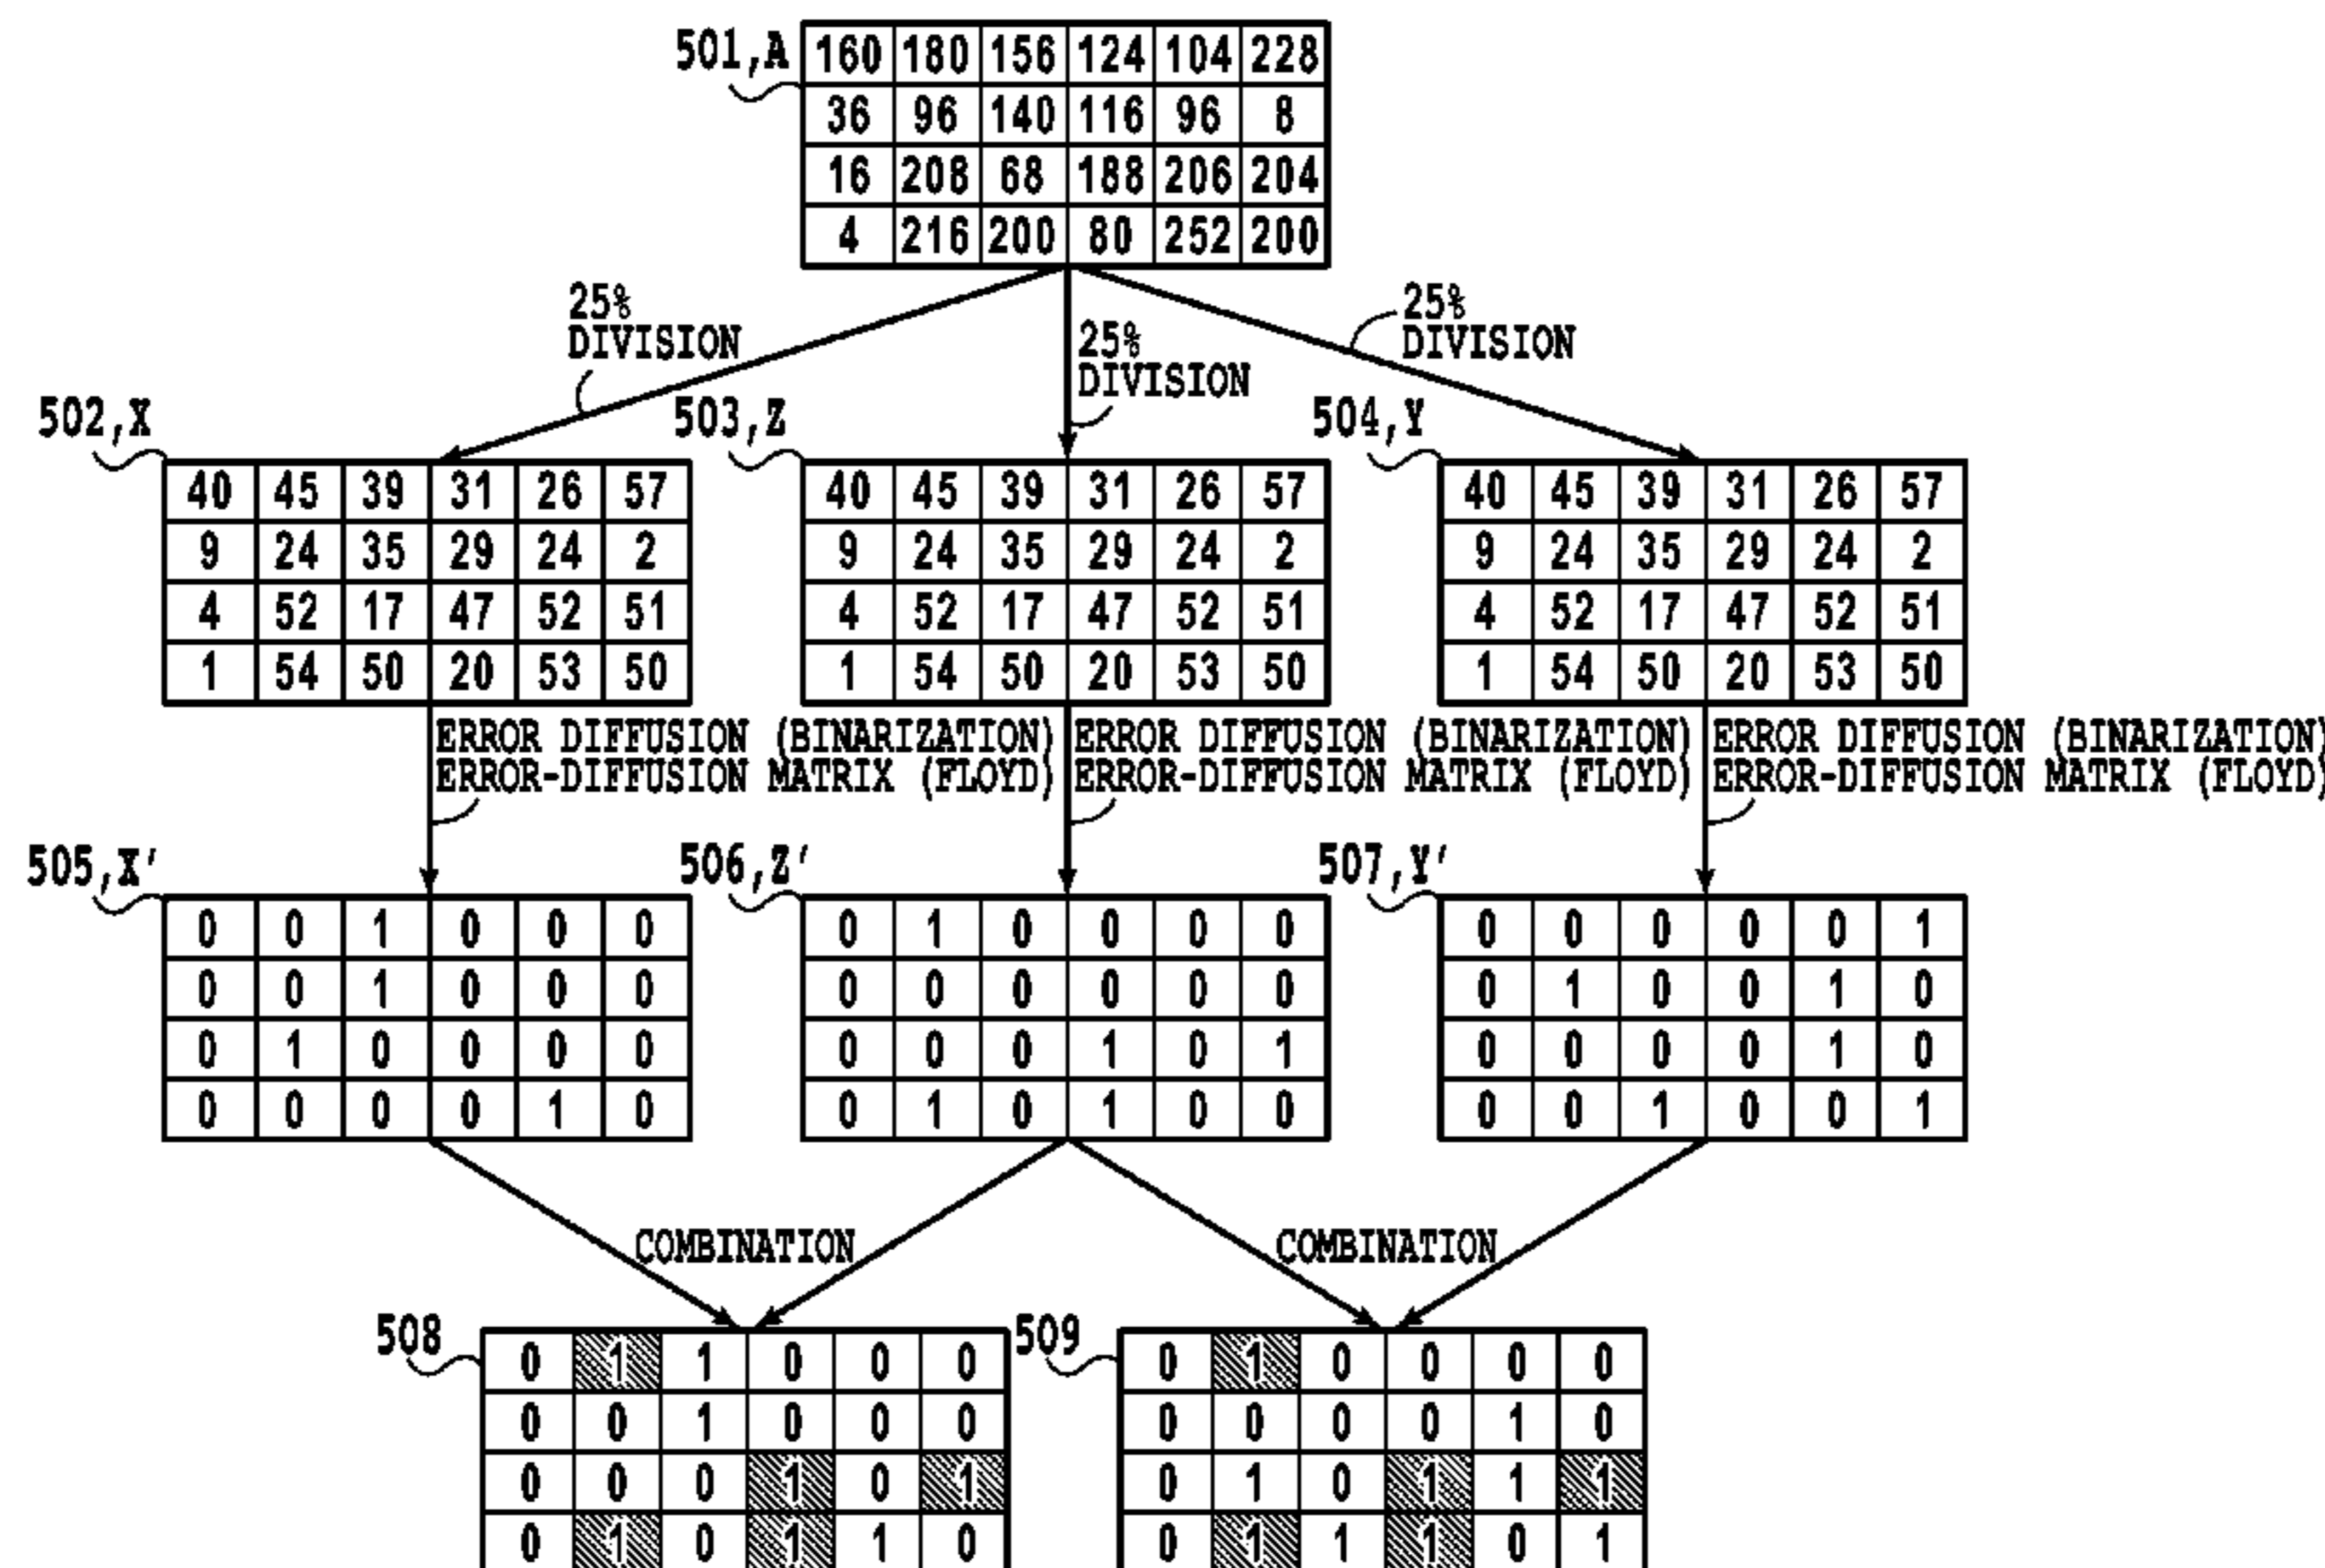 501,A
160 180 156 124 104 228
36 96 140 116 96 8
16 208 68 188 206 204
4 216 200 80 252 200
25% DIVISION
25% DIVISION
25% DIVISION
502,X
40 45 39 31 26 57
9 24 35 29 24 2
4 52 17 47 52 51
1 54 50 20 53 50
503,Z
40 45 39 31 26 57
9 24 35 29 24 2
4 52 17 47 52 51
1 54 50 20 53 50
504,Y
40 45 39 31 26 57
9 24 35 29 24 2
4 52 17 47 52 51
1 54 50 20 53 50
ERROR DIFFUSION (BINARIZATION)
ERROR-DIFFUSION MATRIX (FLOYD)
ERROR DIFFUSION (BINARIZATION)
ERROR-DIFFUSION MATRIX (FLOYD)
ERROR DIFFUSION (BINARIZATION)
ERROR-DIFFUSION MATRIX (FLOYD)
505,X'
0 0 1 0 0 0
0 0 1 0 0 0
0 1 0 0 0 0
0 0 0 0 1 0
506,Z'
0 1 0 0 0 0
0 0 0 0 0 0
0 0 0 1 0 1
0 1 0 1 0 0
507,Y'
0 0 0 0 0 1
0 1 0 0 1 0
0 0 0 0 1 0
0 0 1 0 0 1
COMBINATION
COMBINATION
508
0 1 1 0 0 0
0 0 1 0 0 0
0 0 0 1 0 1
0 1 0 1 1 0
509
0 1 0 0 0 0
0 0 0 0 1 0
0 1 0 1 1 1
0 1 1 1 0 1